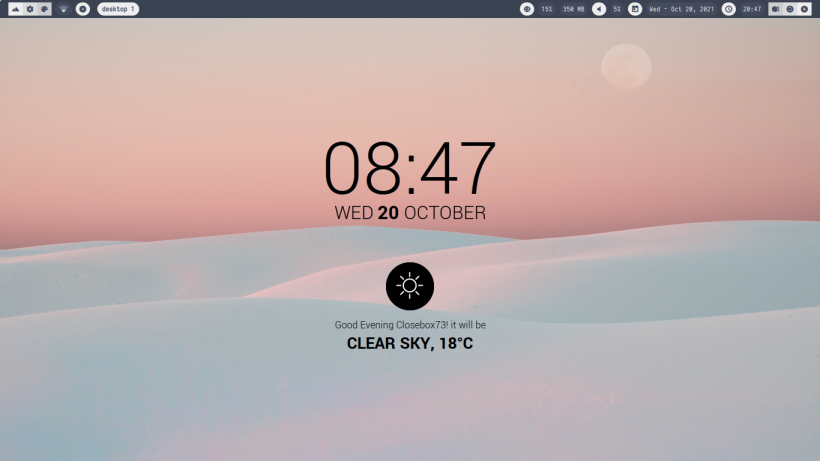 desktop 1
15%
350 MB
5%
Wed - Oct 20, 2021
20:47
08:47
WED 20 OCTOBER
Good Evening Closebox73! it will be
CLEAR SKY, 18°C